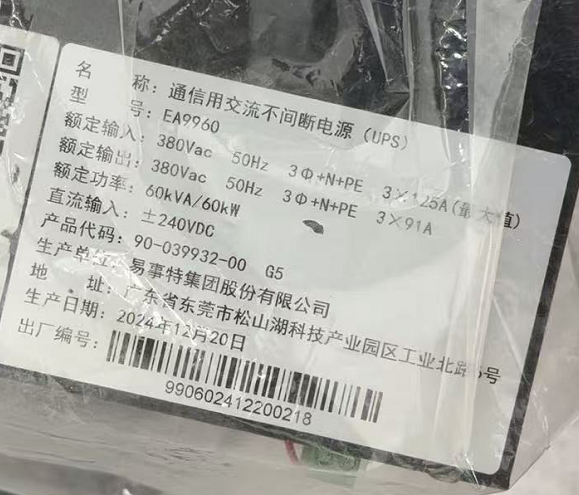 名 称：通信用交流不间断电源（UPS）
型 号：EA9960
额定输入：380Vac 50Hz 3Φ+N+PE 3×125A(最大值)
额定输出：380Vac 50Hz 3Φ+N+PE 3×91A
额定功率：60kVA/60kW
直流输入：±240VDC
产品代码：90-039932-00 G5
生产单位：易事特集团股份有限公司
地 址：广东省东莞市松山湖科技产业园区工业北路6号
生产日期：2024年12月20日
出厂编号：
990602412200218